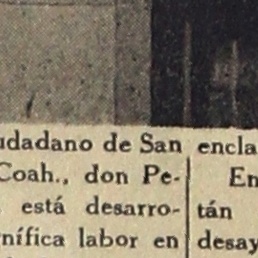 udadano de San
Coah., don Pe-
está desarro-
nífica labor en
encla
En
tán
desay